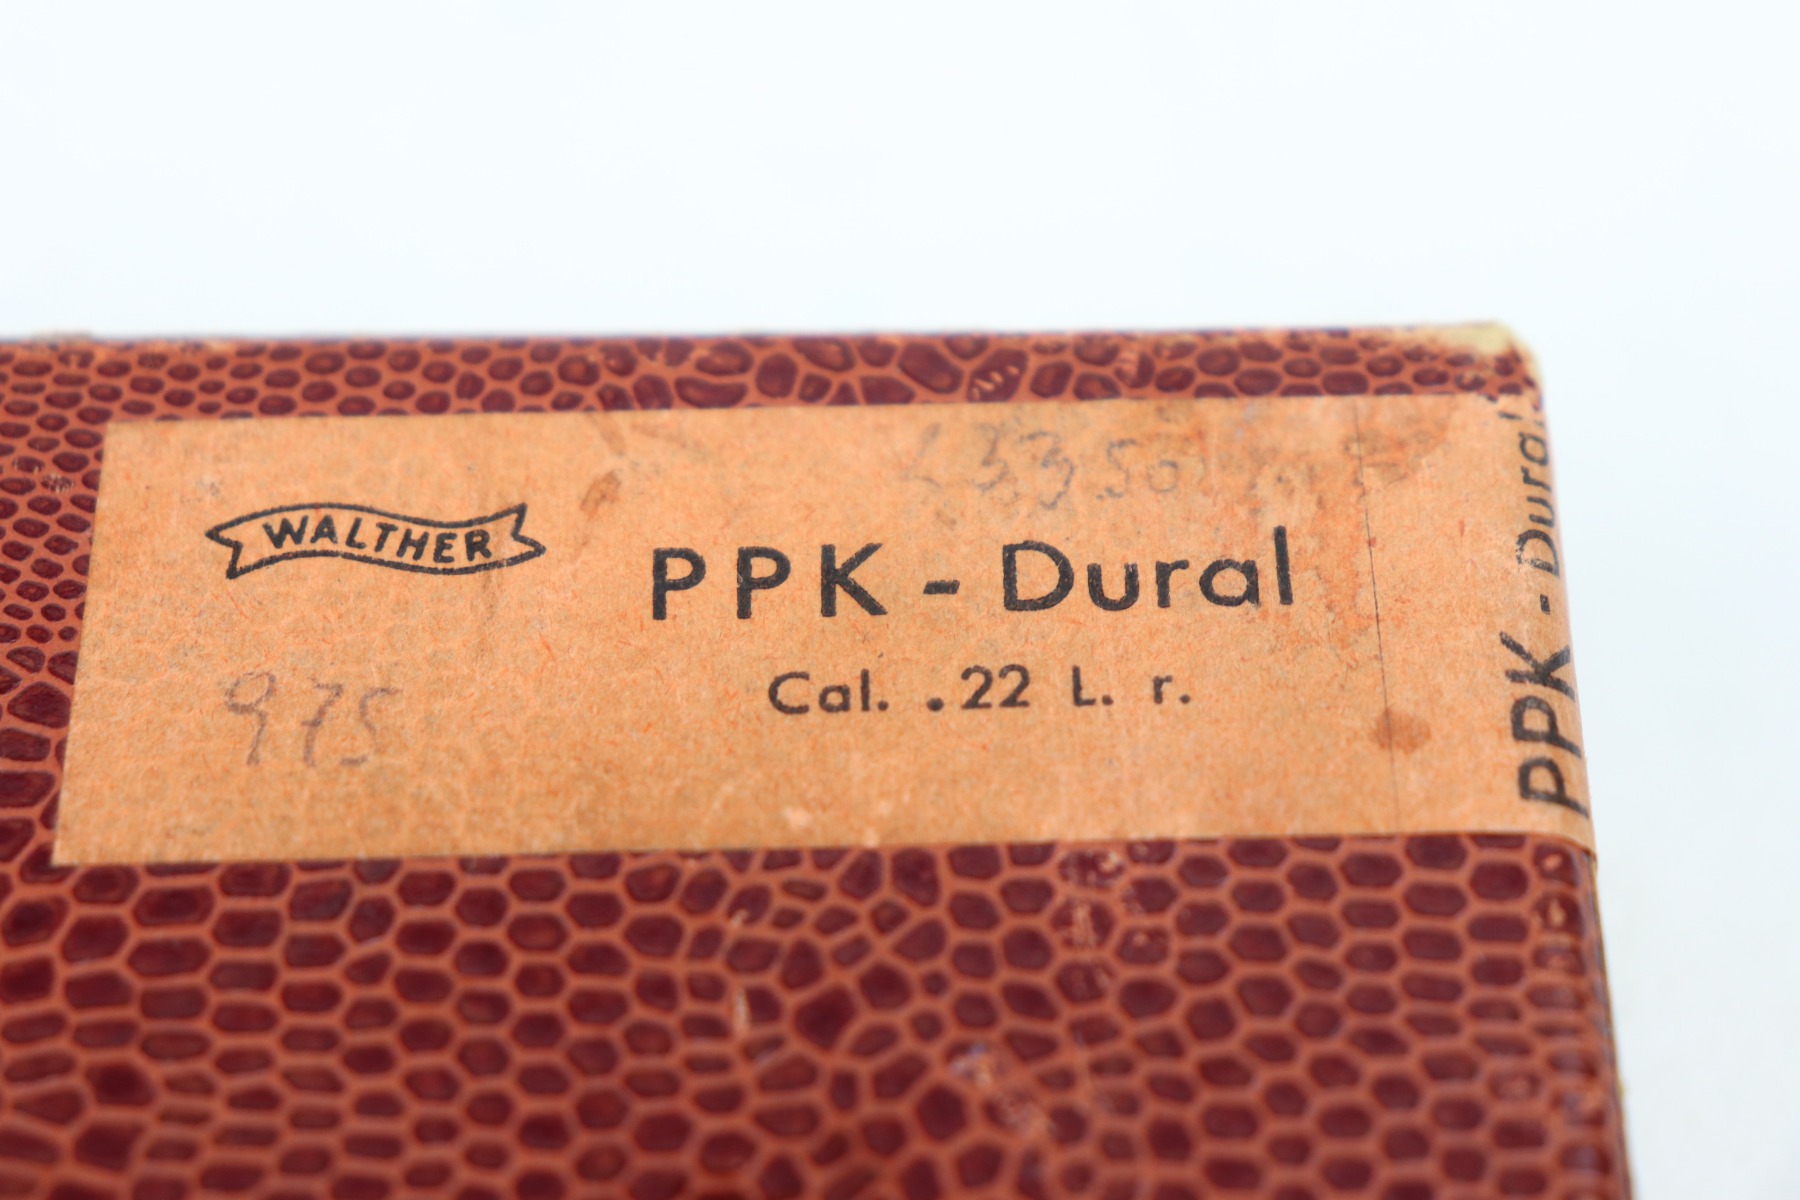 WALTHER
PPK - Dural
Cal. .22 L. r.
975
PPK - Dural